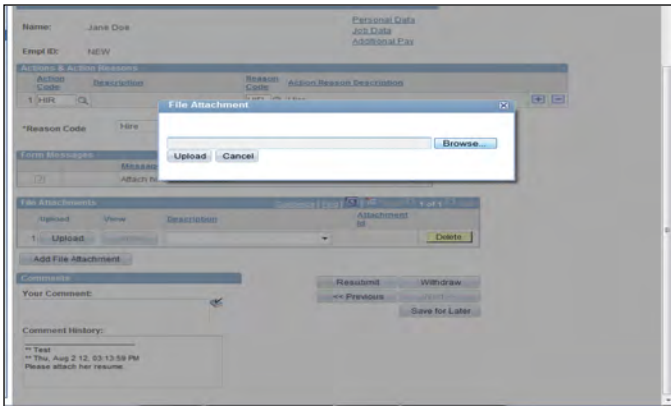 Name: Jane Doe
Personal Data
Job Data
Additional Pay
Empl ID: NEW
Actions & Action Reasons
Action Code Description Reason Code Action Reason Description
1 HIR
File Attachment
Browse...
Upload Cancel
*Reason Code Hire
Form Messages
Message
Attach
File Attachments
1 of 1
Upload View Description Attachment Id
1 Upload Delete
Add File Attachment
Comments
Your Comment:
Resubmit Withdraw
<< Previous
Save for Later
Comment History:
** Test
** Thu, Aug 2 12, 03:13:59 PM
Please attach her resume.